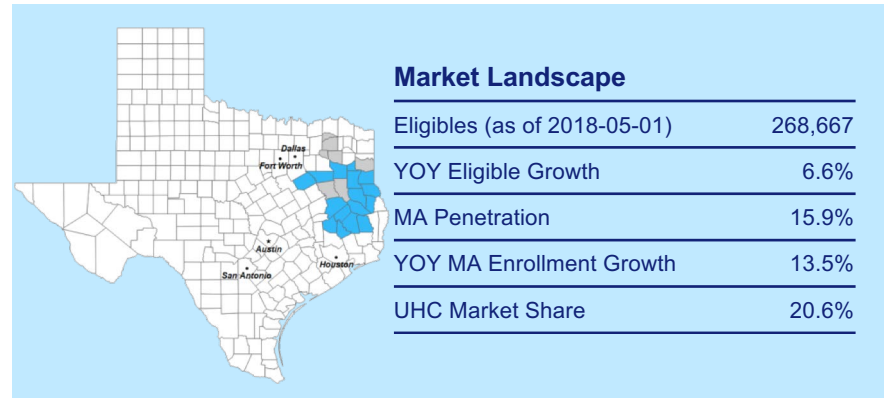 Dallas
Fort Worth
Austin
San Antonio
Houston
Market Landscape
Eligibles (as of 2018-05-01) 268,667
YOY Eligible Growth 6.6%
MA Penetration 15.9%
YOY MA Enrollment Growth 13.5%
UHC Market Share 20.6%